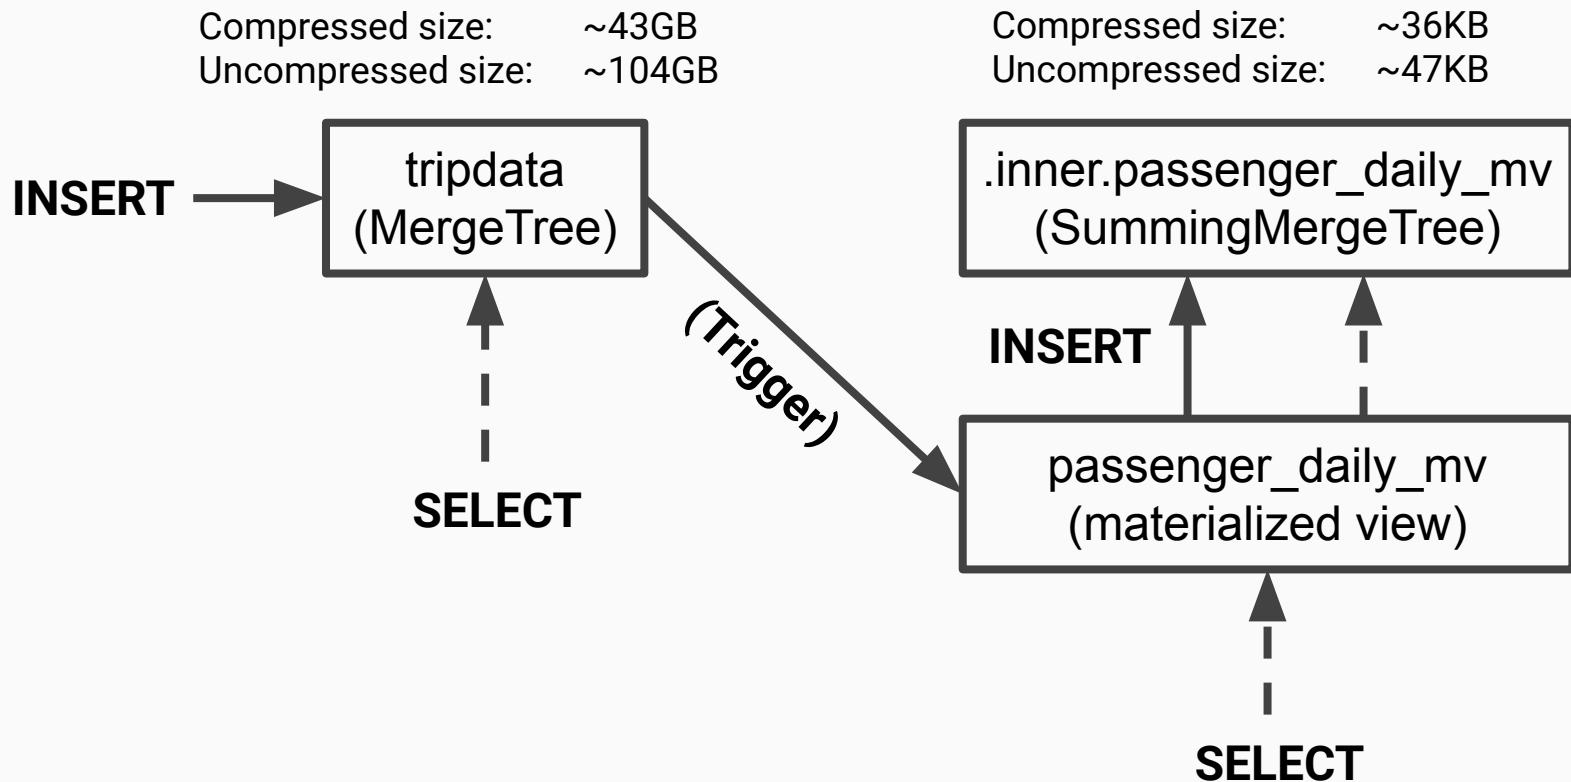 Compressed size: ~43GB
Uncompressed size: ~104GB
Compressed size: ~36KB
Uncompressed size: ~47KB
INSERT
tripdata
(MergeTree)
.inner.passenger_daily_mv
(SummingMergeTree)
(Trigger)
INSERT
SELECT
passenger_daily_mv
(materialized view)
SELECT